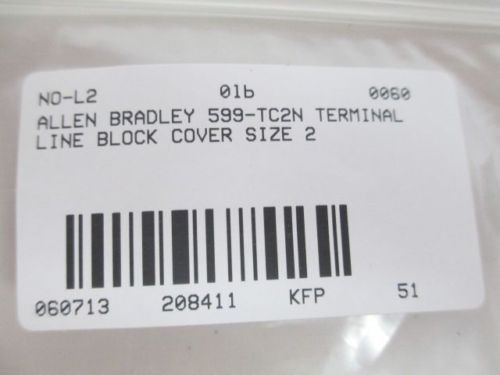 NO-L2 01b 0060
ALLEN BRADLEY 599-TC2N TERMINAL
LINE BLOCK COVER SIZE 2
060713 208411 KFP 51